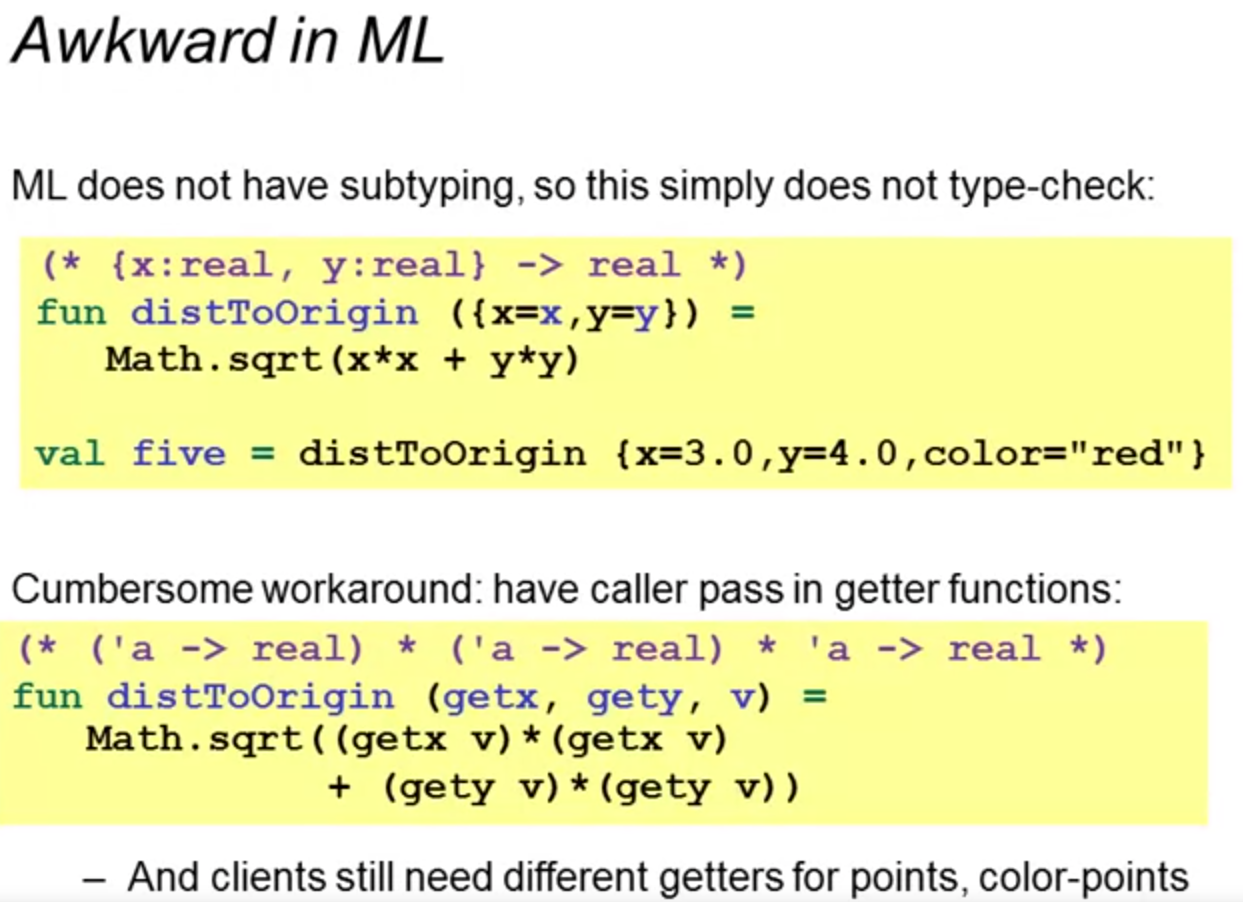 Awkward in ML
ML does not have subtyping, so this simply does not type-check:
(* {x:real, y:real} -> real *)
fun distToOrigin ({x=x,y=y}) =
Math.sqrt(x*x + y*y)
val five = distToOrigin {x=3.0,y=4.0,color="red"}
Cumbersome workaround: have caller pass in getter functions:
(* ('a -> real) * ('a -> real) * 'a -> real *)
fun distToOrigin (getx, gety, v) =
Math.sqrt((getx v)*(getx v)
+ (gety v)*(gety v))
– And clients still need different getters for points, color-points